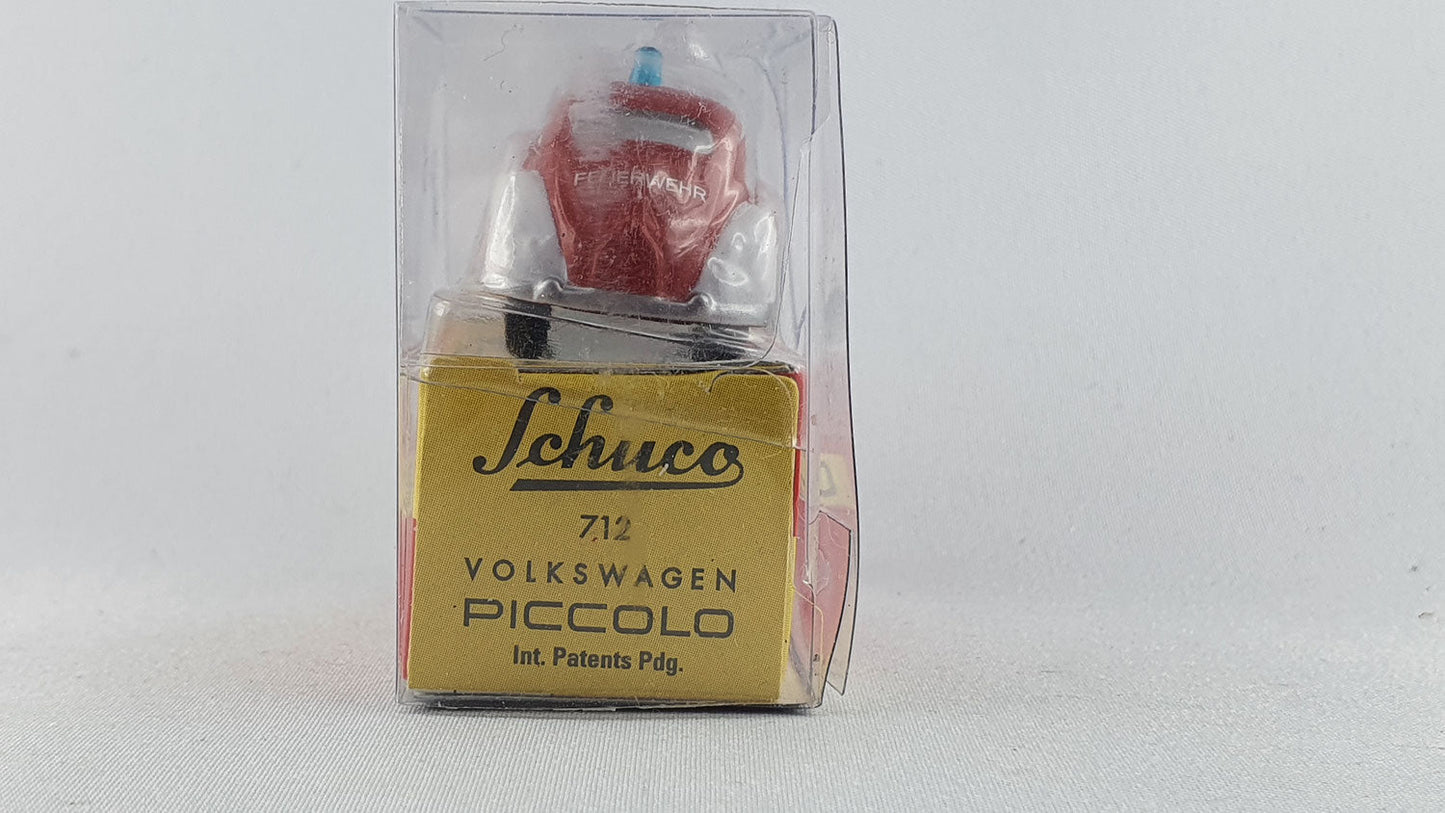 FEUERWEHR
Schuco
712
VOLKSWAGEN
PICCOLO
Int. Patents Pdg.